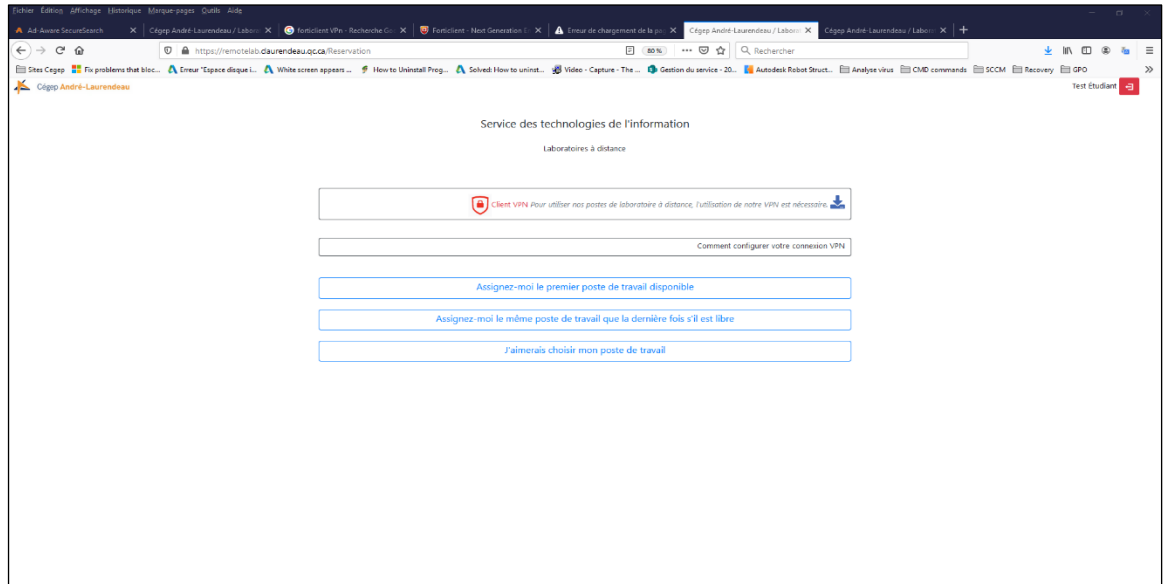 Fichier Édition Affichage Historique Marque-pages Outils Aide
Ad-Aware SecureSearch
Cégep André-Laurendeau / Labora
forticlient VPn - Recherche Goo
Forticlient - Next Generation En
Erreur de chargement de la pag
Cégep André-Laurendeau / Labora
Cégep André-Laurendeau / Labora
https://remotelab.claurendeau.qc.ca/Reservation
80 %
Rechercher
Sites Cegep
Fix problems that bloc...
Erreur "Espace disque i...
White screen appears ...
How to Uninstall Prog...
Solved: How to uninst...
Video - Capture - The ...
Gestion du service - 20...
Autodesk Robot Struct...
Analyse virus
CMD commands
SCCM
Recovery
GPO
Cégep André-Laurendeau
Test Étudiant
Service des technologies de l'information
Laboratoires à distance
Client VPN Pour utiliser nos postes de laboratoire à distance, l'utilisation de notre VPN est nécessaire.
Comment configurer votre connexion VPN
Assignez-moi le premier poste de travail disponible
Assignez-moi le même poste de travail que la dernière fois s'il est libre
J'aimerais choisir mon poste de travail